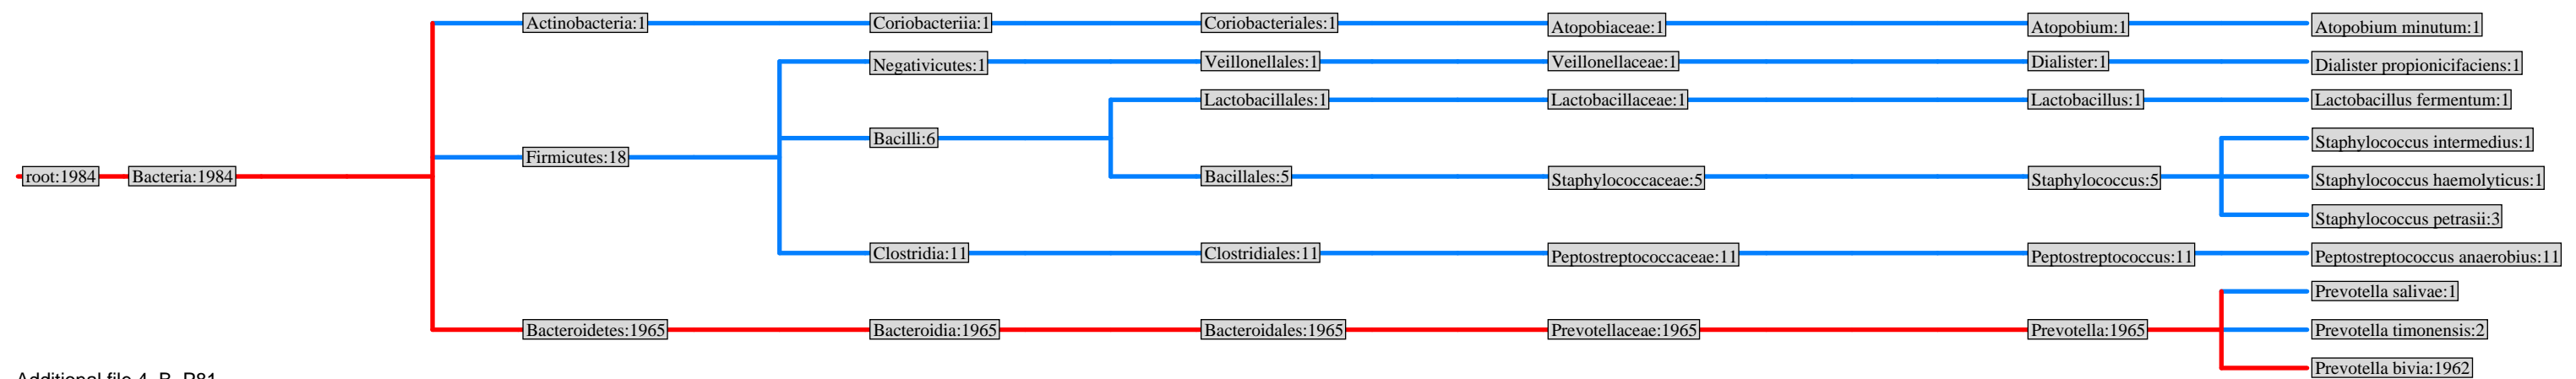 Actinobacteria:1 Coriobacteriia:1 Coriobacteriales:1 Atopobiaceae:1 Atopobium:1 Atopobium minutum:1
Negativicutes:1 Veillonellales:1 Veillonellaceae:1 Dialister:1 Dialister propionicifaciens:1
Lactobacillales:1 Lactobacillaceae:1 Lactobacillus:1 Lactobacillus fermentum:1
Bacilli:6 Staphylococcus intermedius:1
Firmicutes:18
root:1984 Bacteria:1984 Bacillales:5 Staphylococcaceae:5 Staphylococcus:5 Staphylococcus haemolyticus:1
Staphylococcus petrasii:3
Clostridia:11 Clostridiales:11 Peptostreptococcaceae:11 Peptostreptococcus:11 Peptostreptococcus anaerobius:11
Prevotella salivae:1
Bacteroidetes:1965 Bacteroidia:1965 Bacteroidales:1965 Prevotellaceae:1965 Prevotella:1965 Prevotella timonensis:2
Prevotella bivia:1962
Additional file 4 B P81